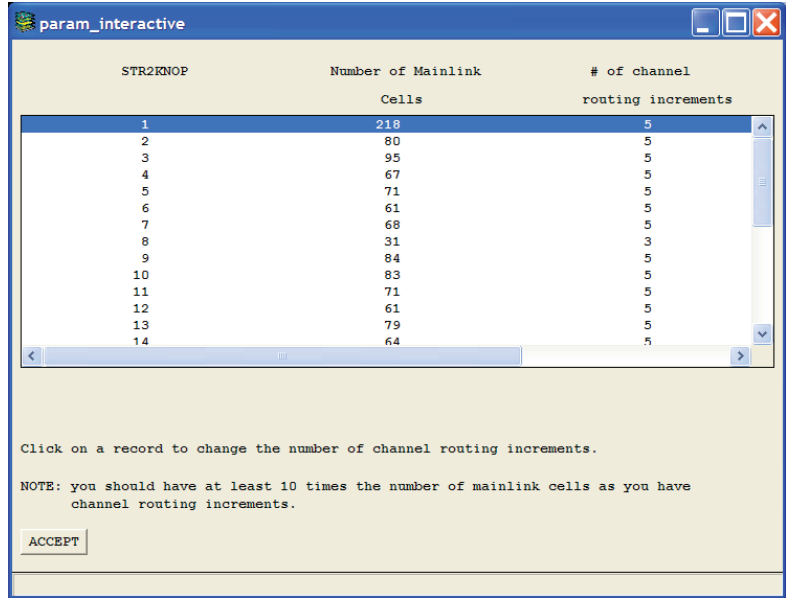 param_interactive
STR2KNOP Number of Mainlink # of channel
Cells routing increments
1 218 5
2 80 5
3 95 5
4 67 5
5 71 5
6 61 5
7 68 5
8 31 3
9 84 5
10 83 5
11 71 5
12 61 5
13 79 5
14 64 5
Click on a record to change the number of channel routing increments.
NOTE: you should have at least 10 times the number of mainlink cells as you have
channel routing increments.
ACCEPT